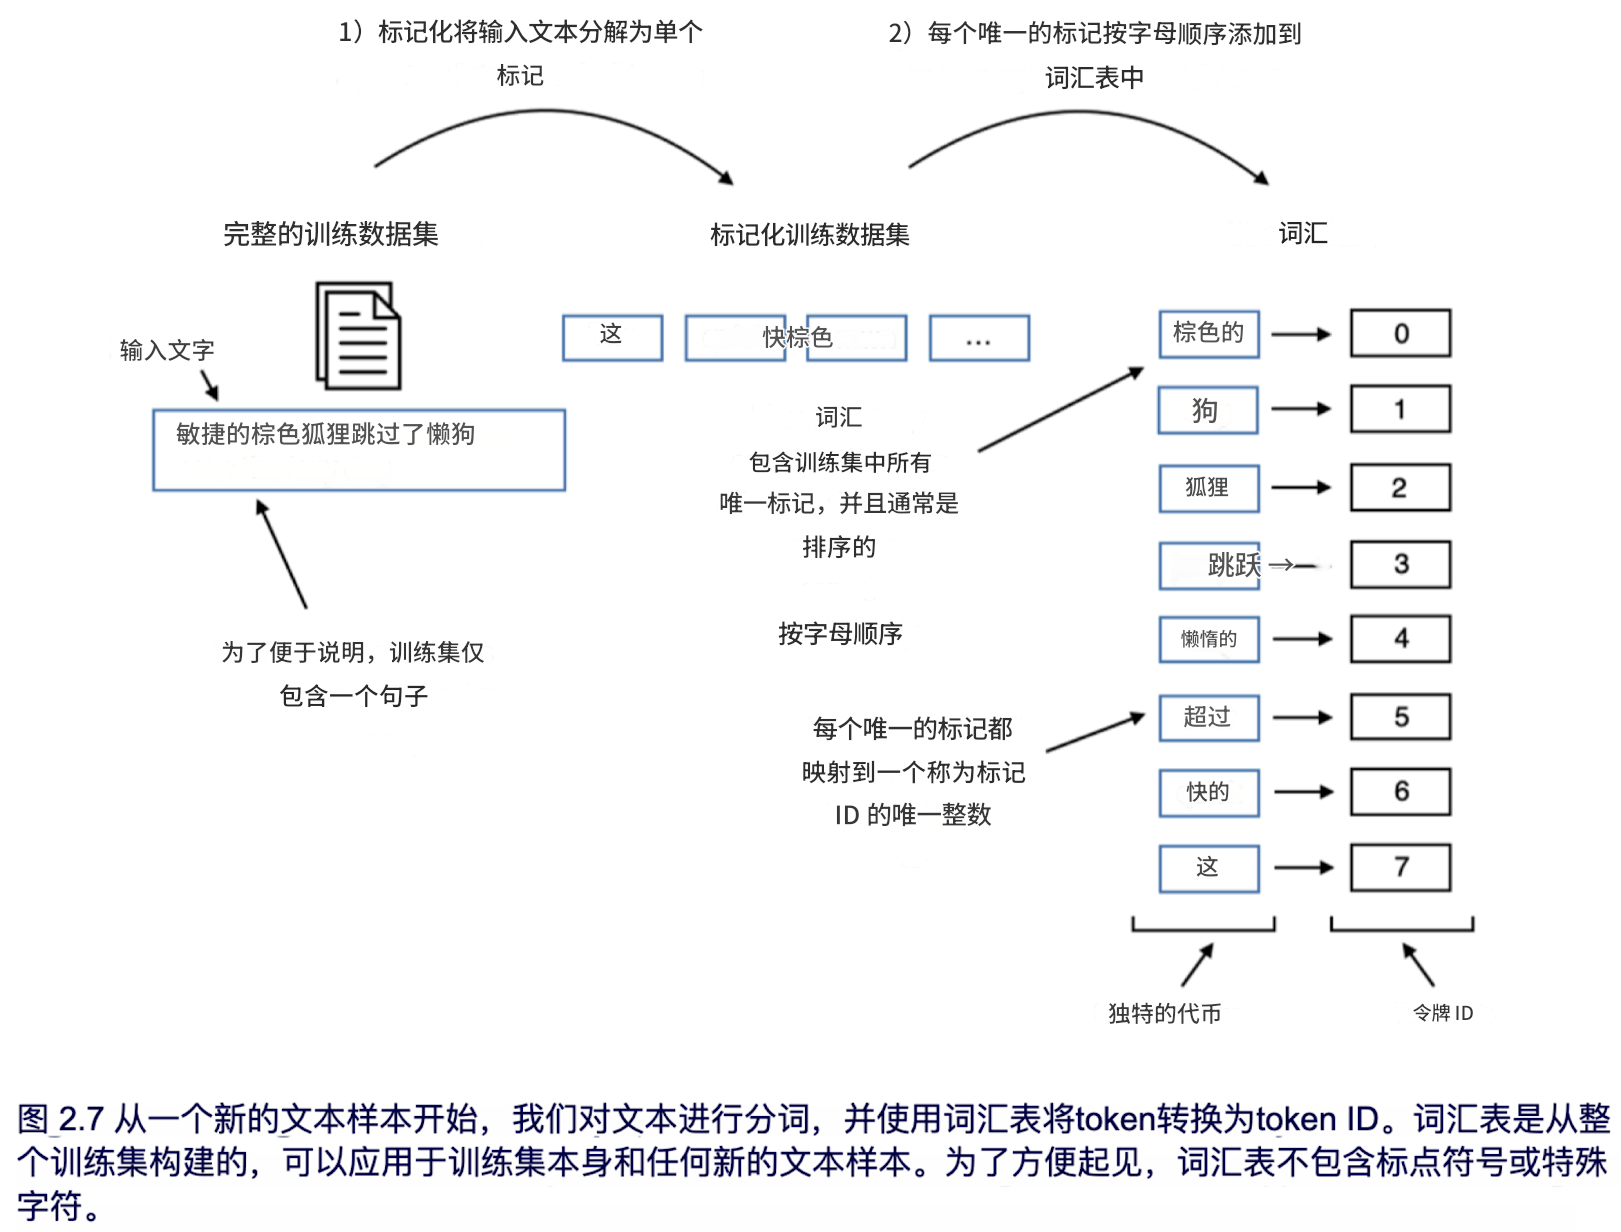 1）标记化将输入文本分解为单个
标记
2）每个唯一的标记按字母顺序添加到
词汇表中
完整的训练数据集
标记化训练数据集
词汇
输入文字
敏捷的棕色狐狸跳过了懒狗
为了便于说明，训练集仅
包含一个句子
这 快棕色 ...
词汇
包含训练集中所有
唯一标记，并且通常是
排序的
按字母顺序
每个唯一的标记都
映射到一个称为标记
ID 的唯一整数
棕色的 → 0
狗 → 1
狐狸 → 2
跳跃 → 3
懒惰的 → 4
超过 → 5
快的 → 6
这 → 7
独特的代币
令牌 ID
图 2.7 从一个新的文本样本开始，我们对文本进行分词，并使用词汇表将token转换为token ID。词汇表是从整
个训练集构建的，可以应用于训练集本身和任何新的文本样本。为了方便起见，词汇表不包含标点符号或特殊
字符。